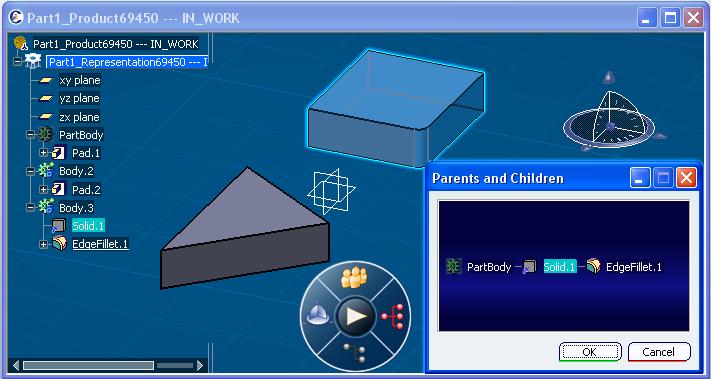 Part1_Product69450 --- IN_WORK
Part1_Product69450 --- IN_WORK
Part1_Representation69450 --- I
xy plane
yz plane
zx plane
PartBody
Pad.1
Body.2
Pad.2
Body.3
Solid.1
EdgeFillet.1
Parents and Children
PartBody Solid.1 EdgeFillet.1
OK Cancel